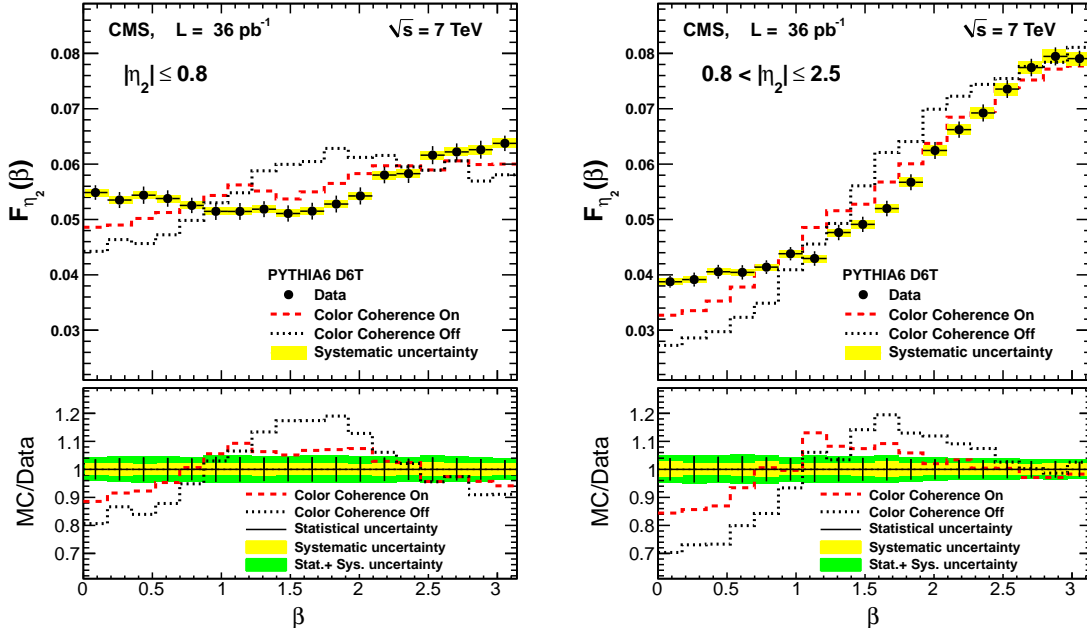 CMS, L = 36 pb⁻¹ √s = 7 TeV
|η₂| ≤ 0.8
0.08
0.07
0.06
0.05
0.04
0.03
F_η₂(β)
PYTHIA6 D6T
Data
Color Coherence On
Color Coherence Off
Systematic uncertainty
1.2
1.1
1
0.9
0.8
0.7
MC/Data
Color Coherence On
Color Coherence Off
Statistical uncertainty
Systematic uncertainty
Stat.+ Sys. uncertainty
0 0.5 1 1.5 2 2.5 3
β
CMS, L = 36 pb⁻¹ √s = 7 TeV
0.8 < |η₂| ≤ 2.5
0.08
0.07
0.06
0.05
0.04
0.03
F_η₂(β)
PYTHIA6 D6T
Data
Color Coherence On
Color Coherence Off
Systematic uncertainty
1.2
1.1
1
0.9
0.8
0.7
MC/Data
Color Coherence On
Color Coherence Off
Statistical uncertainty
Systematic uncertainty
Stat.+ Sys. uncertainty
0 0.5 1 1.5 2 2.5 3
β